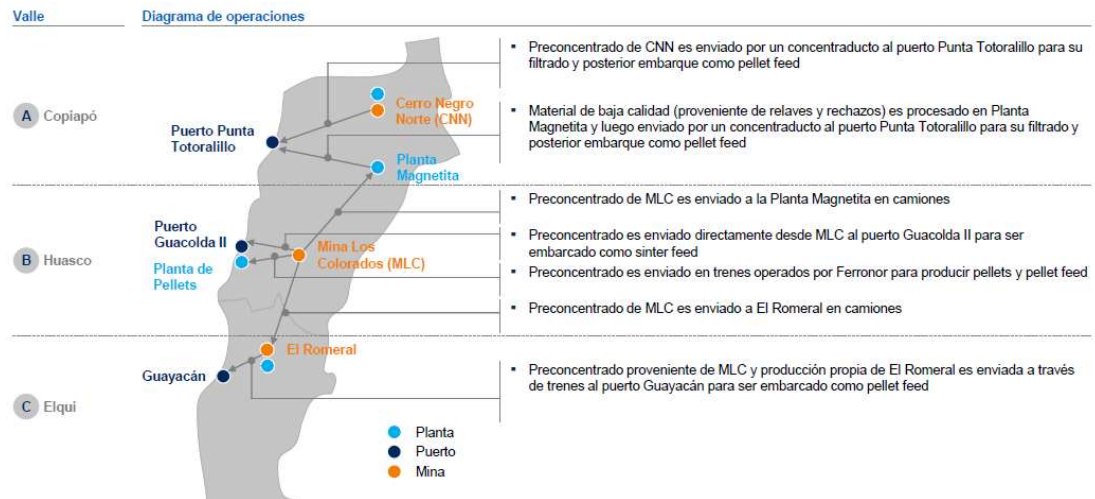 Valle
Diagrama de operaciones
A Copiapó
Puerto Punta
Totoralillo
Cerro Negro
Norte (CNN)
Planta
Magnetita
▪ Preconcentrado de CNN es enviado por un concentraducto al puerto Punta Totoralillo para su
filtrado y posterior embarque como pellet feed
▪ Material de baja calidad (proveniente de relaves y rechazos) es procesado en Planta
Magnetita y luego enviado por un concentraducto al puerto Punta Totoralillo para su filtrado y
posterior embarque como pellet feed
B Huasco
Puerto
Guacolda II
Planta de
Pellets
Mina Los
Colorados (MLC)
▪ Preconcentrado de MLC es enviado a la Planta Magnetita en camiones
▪ Preconcentrado es enviado directamente desde MLC al puerto Guacolda II para ser
embarcado como sinter feed
▪ Preconcentrado es enviado en trenes operados por Ferronor para producir pellets y pellet feed
▪ Preconcentrado de MLC es enviado a El Romeral en camiones
C Elqui
El Romeral
Guayacán
▪ Preconcentrado proveniente de MLC y producción propia de El Romeral es enviada a través
de trenes al puerto Guayacán para ser embarcado como pellet feed
Planta
Puerto
Mina